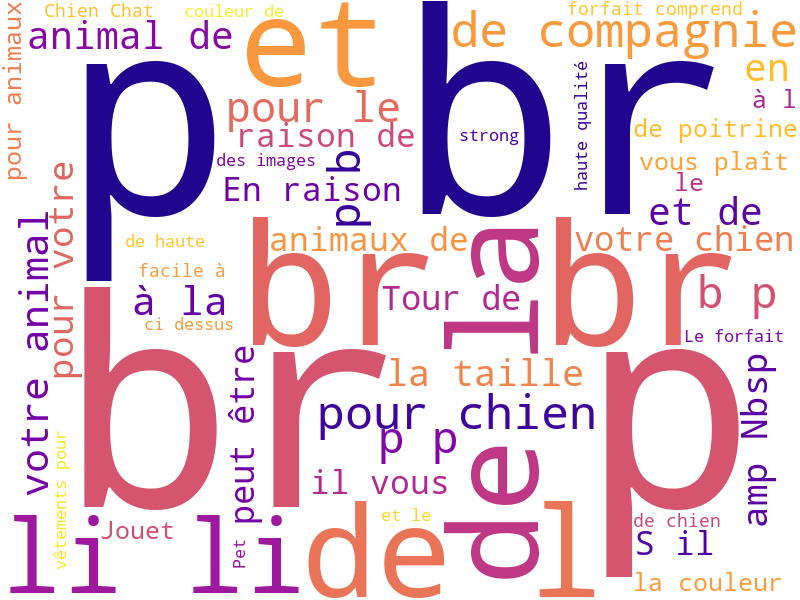 pour animaux
Chien Chat
couleur de
forfait comprend
animal de
et
de compagnie
en
p br
pour le
haute qualité
à l
raison de
strong
de poitrine
des images
p b
vous plaît
En raison
le
et de
pour votre
votre animal
de haute
br br
animaux de
de la
votre chien
facile à
à la
Tour de
b p
ci dessus
Le forfait
br p
peut être
la taille
amp Nbsp
pour chien
p p
vêtements pour
il vous
de la
li li
Jouet
Pet
de l
et le
de chien
S il
la couleur